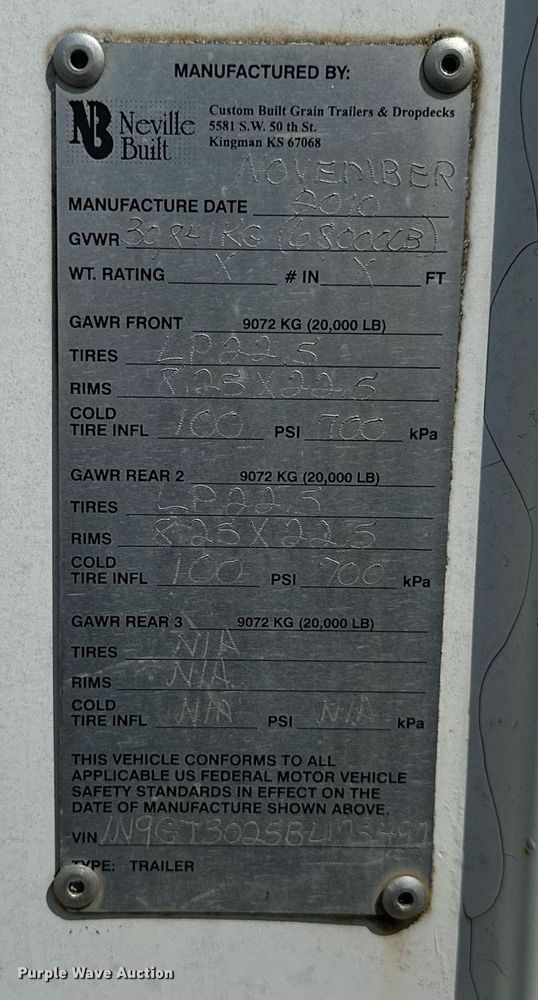 MANUFACTURED BY:
NB Neville Built
Custom Built Grain Trailers & Dropdecks
5581 S.W. 50 th St.
Kingman KS 67068
NOVEMBER
MANUFACTURE DATE 2010
GVWR 30,841KG (68000LB)
WT. RATING X # IN X FT
GAWR FRONT 9072 KG (20,000 LB)
TIRES LP22.5
RIMS 8.25X22.5
COLD
TIRE INFL 100 PSI 700 kPa
GAWR REAR 2 9072 KG (20,000 LB)
TIRES LP22.5
RIMS 8.25X22.5
COLD
TIRE INFL 100 PSI 700 kPa
GAWR REAR 3 9072 KG (20,000 LB)
TIRES N/A
RIMS N/A
COLD
TIRE INFL N/A PSI N/A kPa
THIS VEHICLE CONFORMS TO ALL
APPLICABLE US FEDERAL MOTOR VEHICLE
SAFETY STANDARDS IN EFFECT ON THE
DATE OF MANUFACTURE SHOWN ABOVE.
VIN
TYPE: TRAILER
Purple Wave Auction